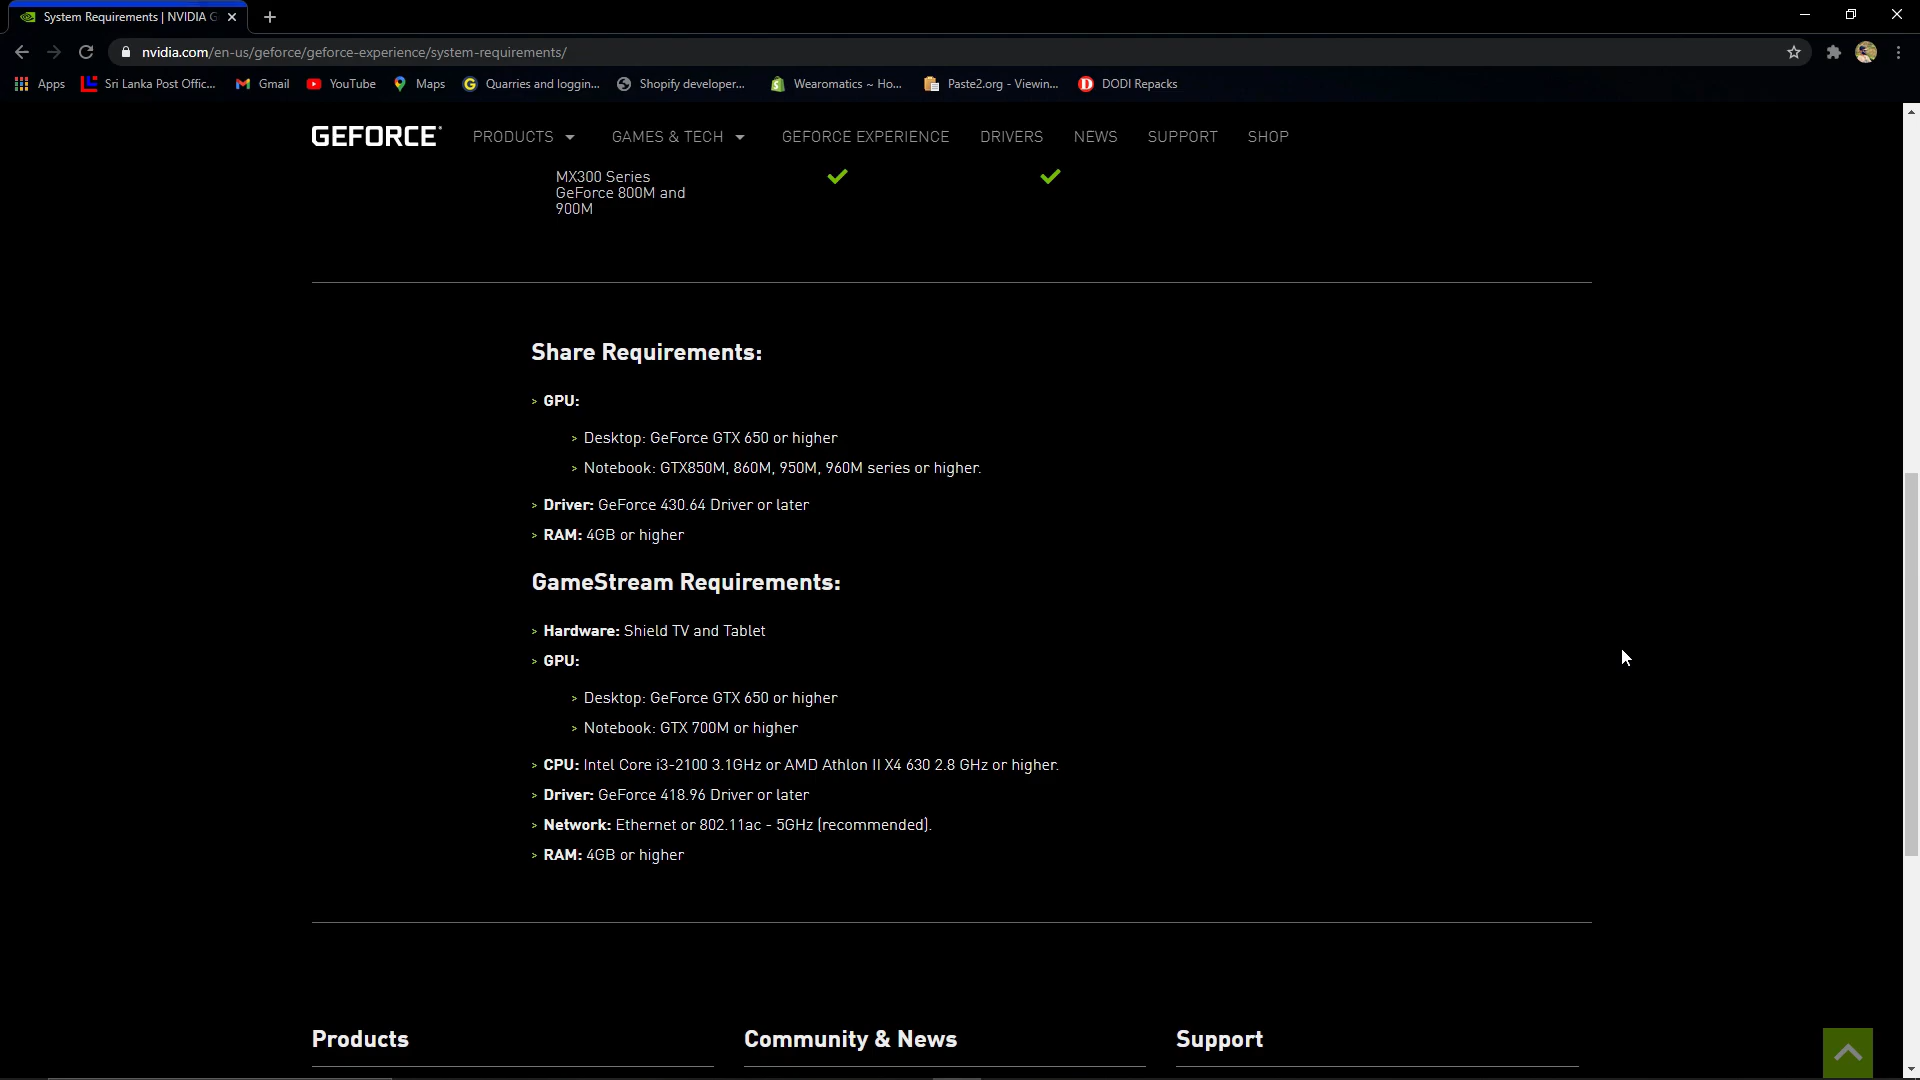 System Requirements | NVIDIA G
nvidia.com/en-us/geforce/geforce-experience/system-requirements/
Apps Sri Lanka Post Offic... Gmail YouTube Maps Quarries and loggin... Shopify developer... Wearomatics ~ Ho... Paste2.org - Viewin... DODI Repacks
GEFORCE PRODUCTS GAMES & TECH GEFORCE EXPERIENCE DRIVERS NEWS SUPPORT SHOP
MX300 Series
GeForce 800M and
900M
Share Requirements:
> GPU:
> Desktop: GeForce GTX 650 or higher
> Notebook: GTX850M, 860M, 950M, 960M series or higher.
> Driver: GeForce 430.64 Driver or later
> RAM: 4GB or higher
GameStream Requirements:
> Hardware: Shield TV and Tablet
> GPU:
> Desktop: GeForce GTX 650 or higher
> Notebook: GTX 700M or higher
> CPU: Intel Core i3-2100 3.1GHz or AMD Athlon II X4 630 2.8 GHz or higher.
> Driver: GeForce 418.96 Driver or later
> Network: Ethernet or 802.11ac - 5GHz (recommended).
> RAM: 4GB or higher
Products Community & News Support